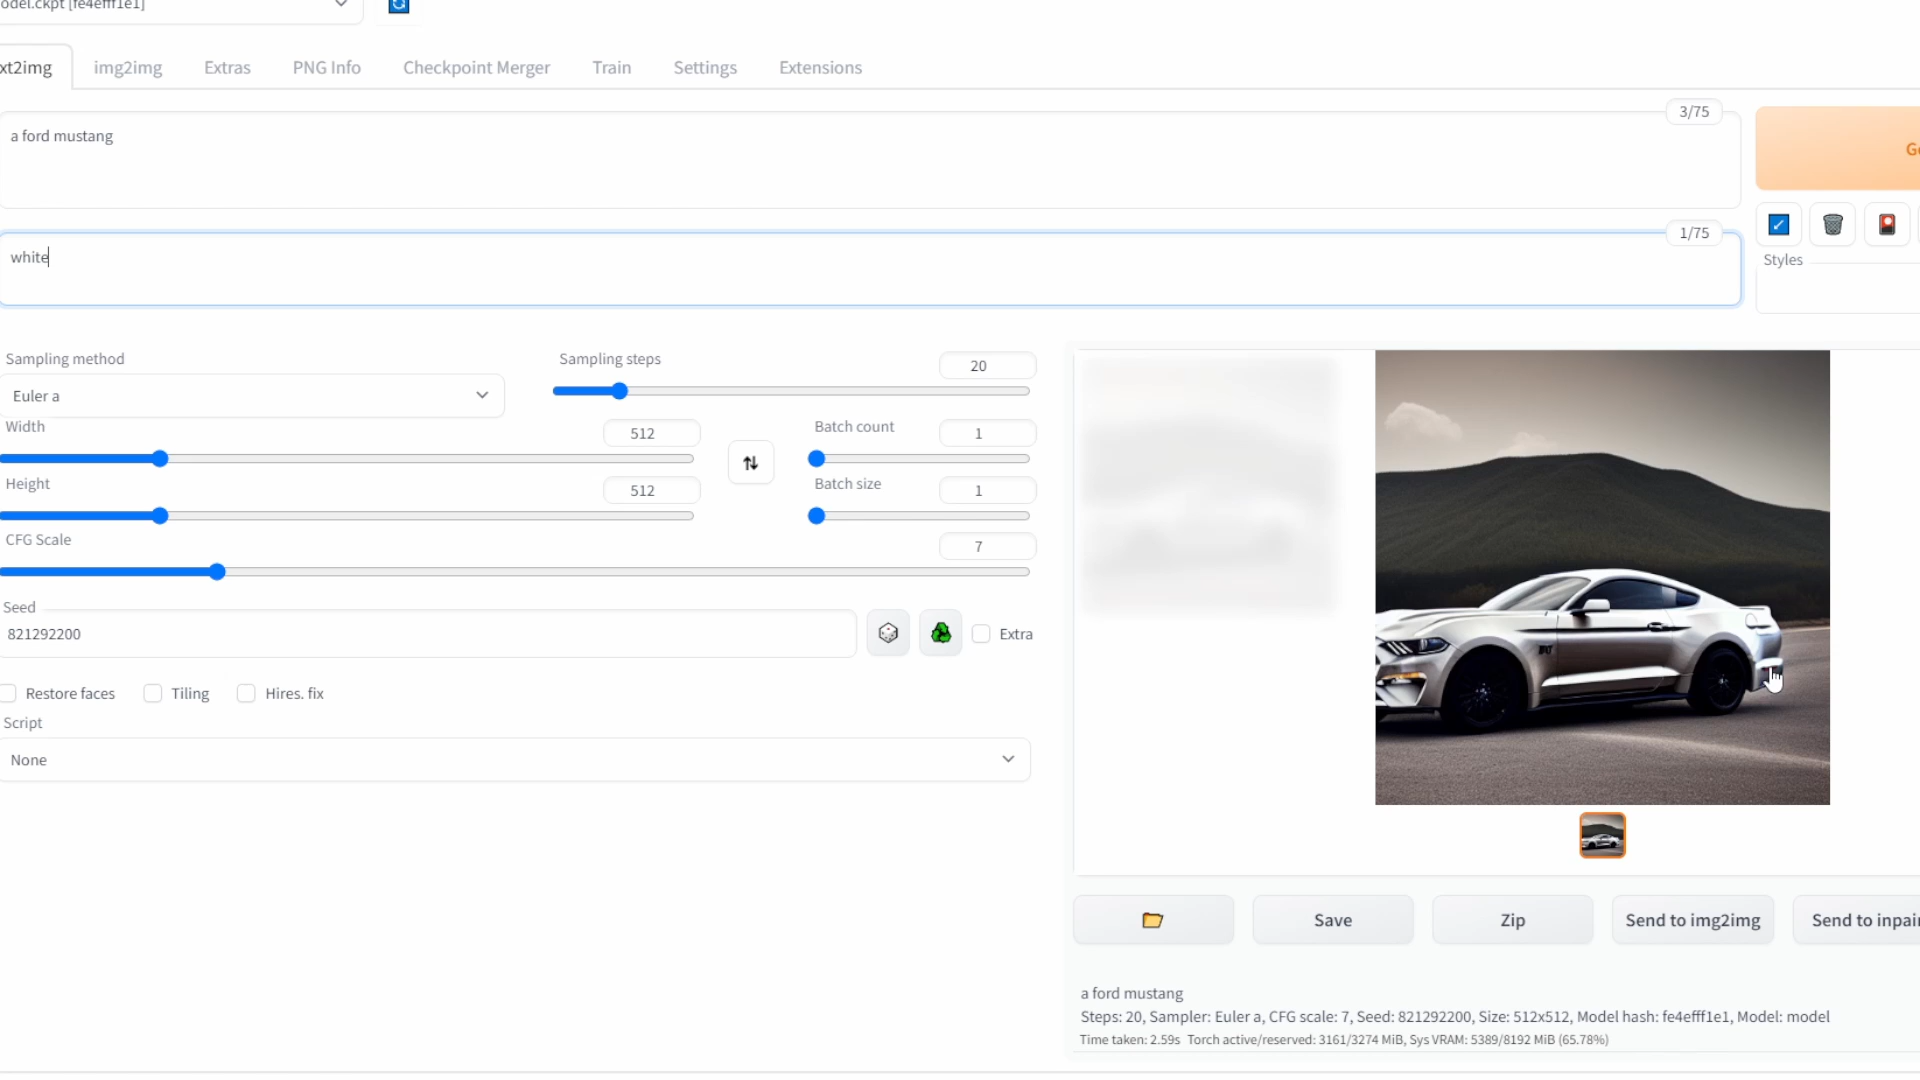 odel.ckpt [fe4efff1e1]
xt2img img2img Extras PNG Info Checkpoint Merger Train Settings Extensions
3/75
a ford mustang
Ge
1/75
white
Styles
Sampling method
Euler a
Sampling steps
20
Width
512
Batch count
1
Height
512
Batch size
1
CFG Scale
7
Seed
821292200
Extra
Restore faces Tiling Hires. fix
Script
None
Save Zip Send to img2img Send to inpain
a ford mustang
Steps: 20, Sampler: Euler a, CFG scale: 7, Seed: 821292200, Size: 512x512, Model hash: fe4efff1e1, Model: model
Time taken: 2.59s Torch active/reserved: 3161/3274 MiB, Sys VRAM: 5389/8192 MiB (65.78%)